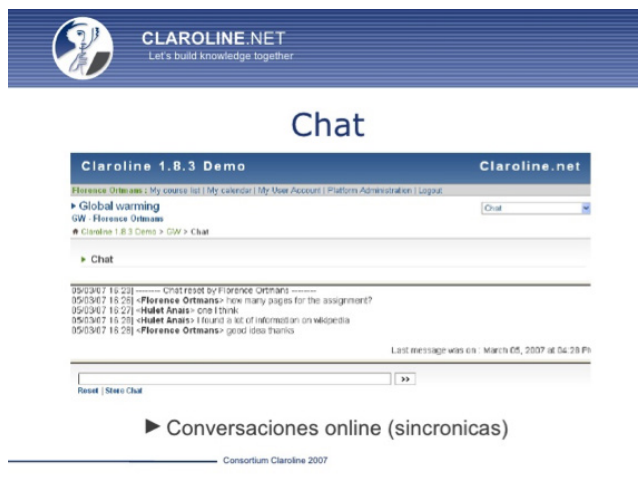 CLAROLINE.NET
Let's build knowledge together
Chat
Claroline 1.8.3 Demo Claroline.net
Florence Ortmans : My course list | My calendar | My User Account | Platform Administration | Logout
Global warming Chat
GW - Florence Ortmans
Claroline 1.8.3 Demo > GW > Chat
Chat
05/03/07 16:23] -------- Chat reset by Florence Ortmans --------
05/03/07 16:26] <Florence Ortmans> how many pages for the assignment?
05/03/07 16:27] <Hulet Anais> one I think
05/03/07 16:28] <Hulet Anais> I found a lot of information on wikipedia
05/03/07 16:28] <Florence Ortmans> good idea thanks
Last message was on : March 05, 2007 at 04:28 PM
>>
Reset | Store Chat
► Conversaciones online (sincronicas)
Consortium Claroline 2007